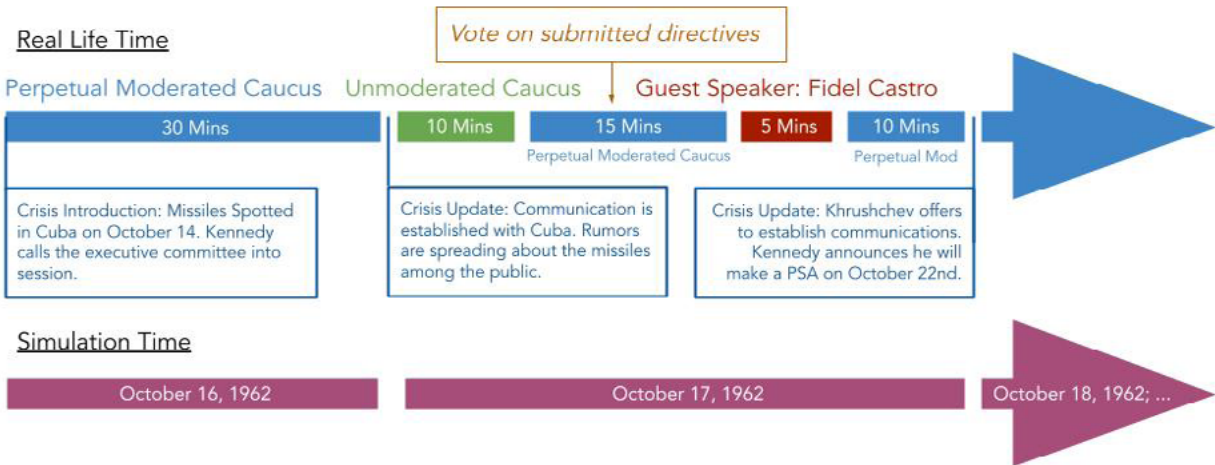 Vote on submitted directives
Real Life Time
Perpetual Moderated Caucus
Unmoderated Caucus
Guest Speaker: Fidel Castro
30 Mins
10 Mins
15 Mins
5 Mins
10 Mins
Perpetual Moderated Caucus
Perpetual Mod
Crisis Introduction: Missiles Spotted
in Cuba on October 14. Kennedy
calls the executive committee into
session.
Crisis Update: Communication is
established with Cuba. Rumors
are spreading about the missiles
among the public.
Crisis Update: Khrushchev offers
to establish communications.
Kennedy announces he will
make a PSA on October 22nd.
Simulation Time
October 16, 1962
October 17, 1962
October 18, 1962; ...